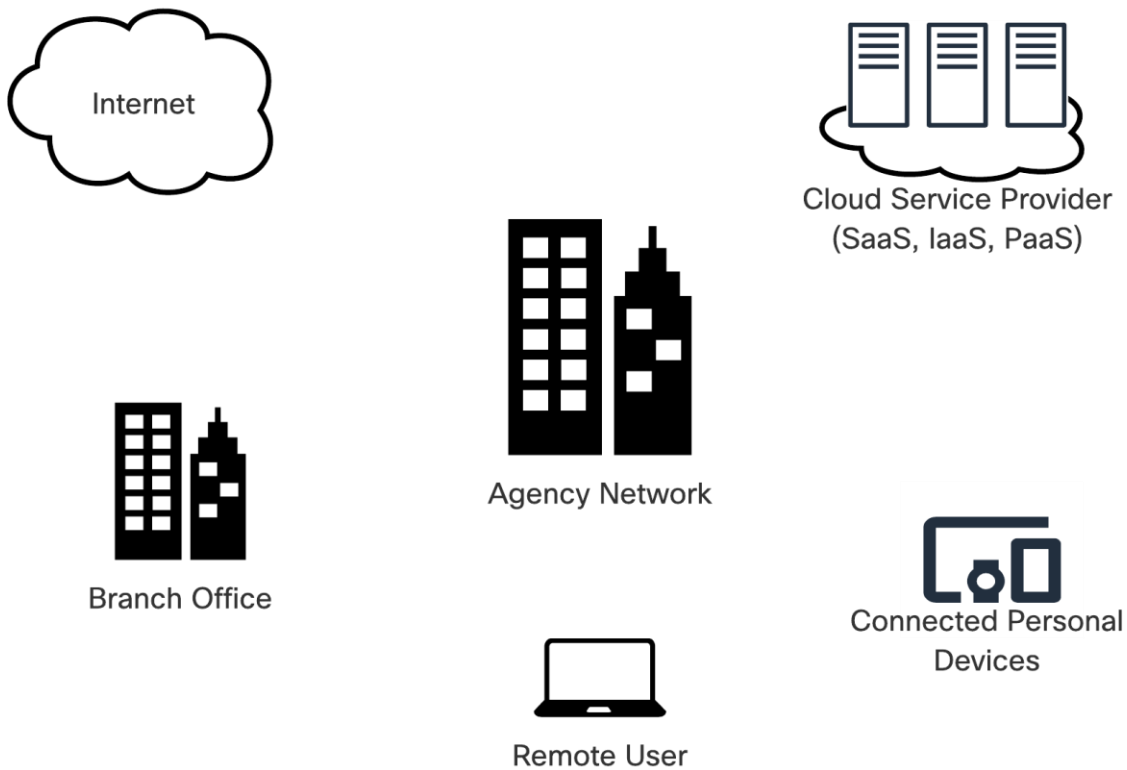 Internet
Cloud Service Provider
(SaaS, IaaS, PaaS)
Agency Network
Branch Office
Connected Personal
Devices
Remote User